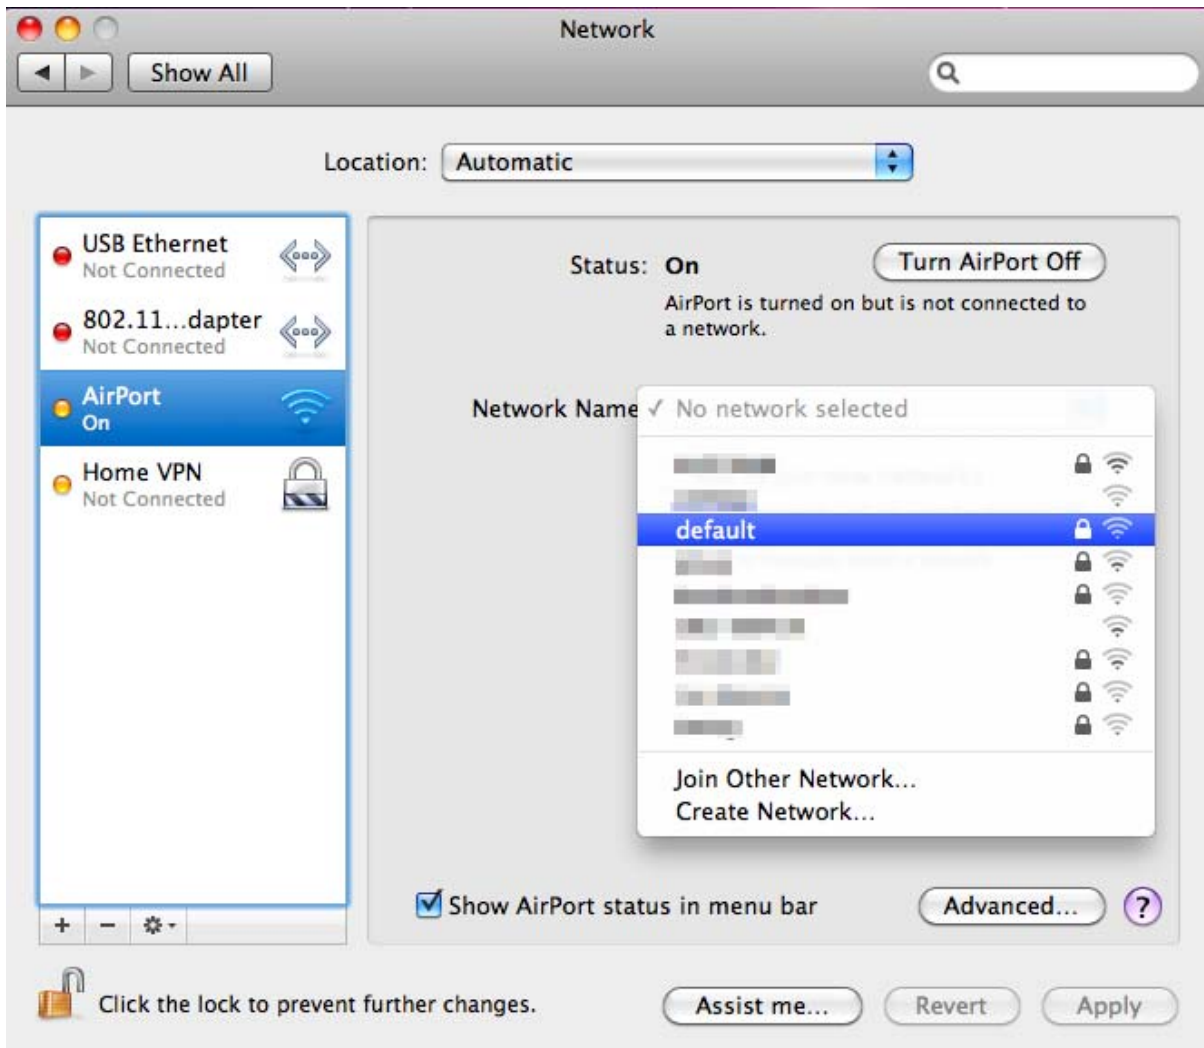 Network
Show All
Location: Automatic
USB Ethernet
Not Connected
802.11...dapter
Not Connected
AirPort
On
Home VPN
Not Connected
Status: On
Turn AirPort Off
AirPort is turned on but is not connected to
a network.
Network Name
✓ No network selected
default
Join Other Network...
Create Network...
Show AirPort status in menu bar
Advanced...
?
Click the lock to prevent further changes.
Assist me...
Revert
Apply